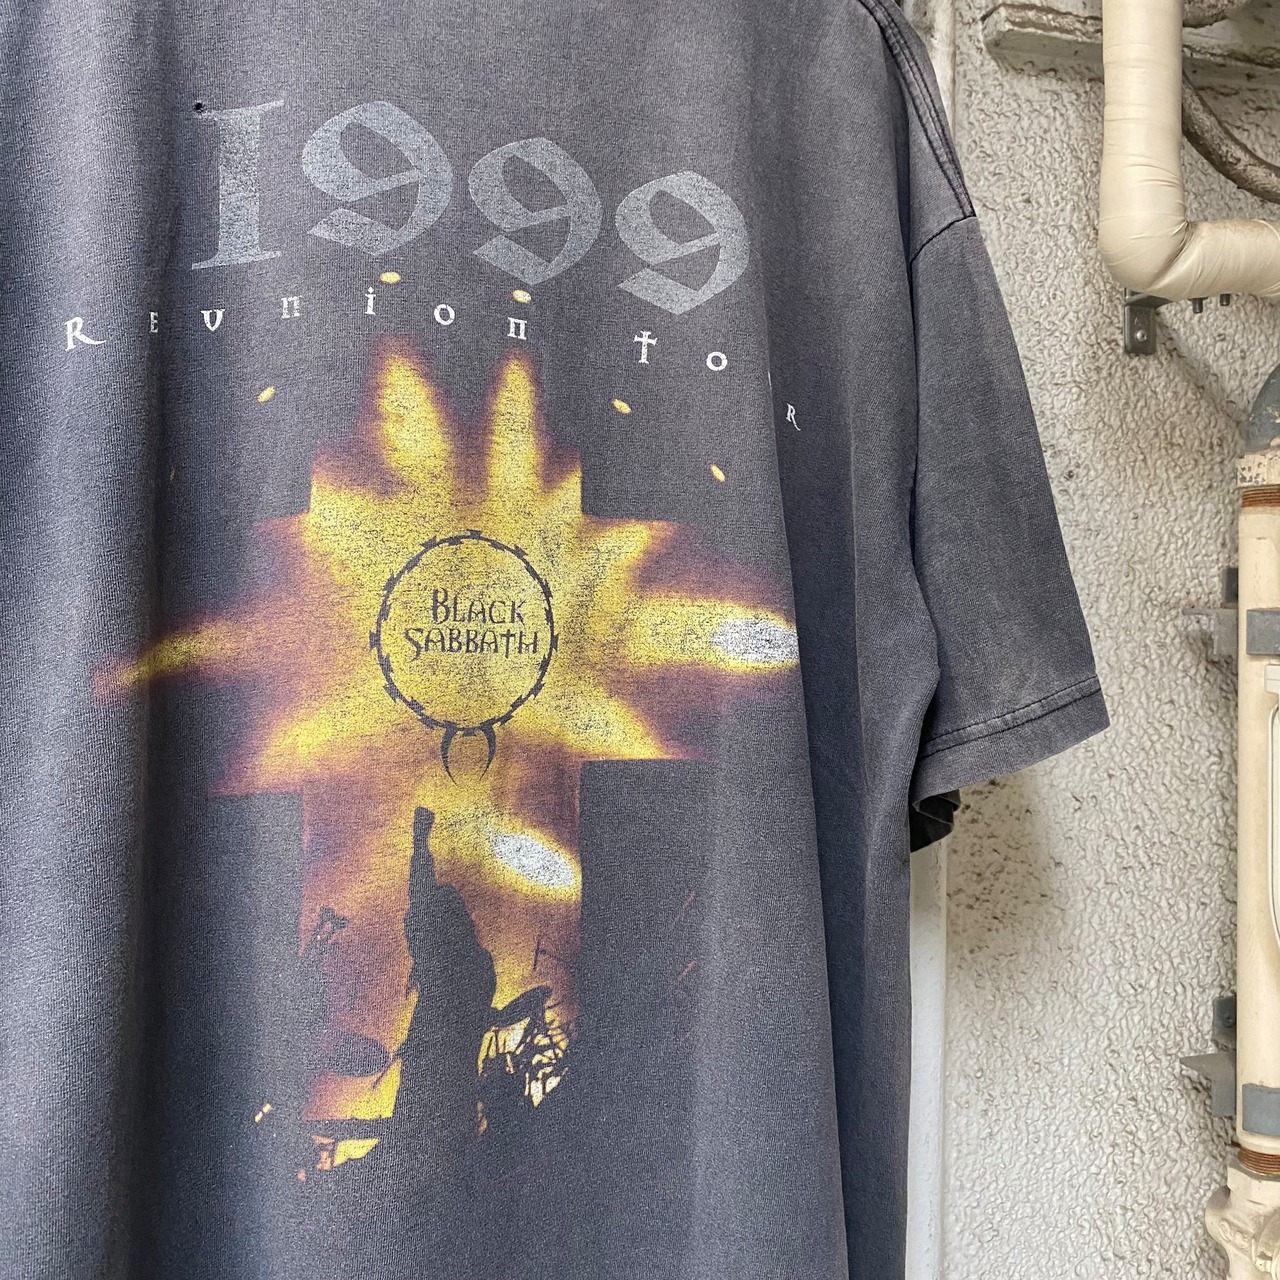 1999
Reunion tour
BLACK
SABBATH